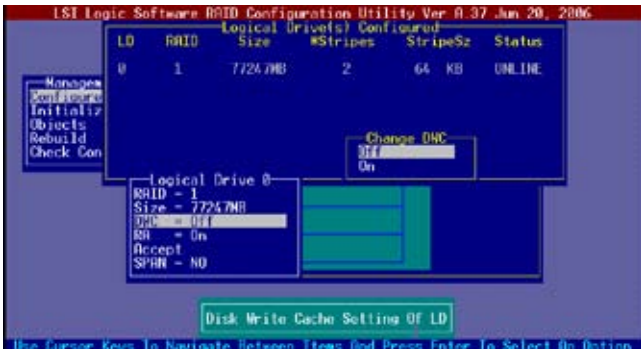 LSI Logic Software RAID Configuration Utility Ver A.37 Jun 20, 2006
Logical Drive(s) Configured
LD RAID Size #Stripes StripeSz Status
0 1 77247MB 2 64 KB ONLINE
Managem
Configure
Initializ
Objects
Rebuild
Check Con
Change DWC
Off
On
Logical Drive 0
RAID = 1
Size = 77247MB
DWC = Off
RA = On
Accept
SPAN = NO
Disk Write Cache Setting Of LD
Use Cursor Keys To Navigate Between Items And Press Enter To Select An Option